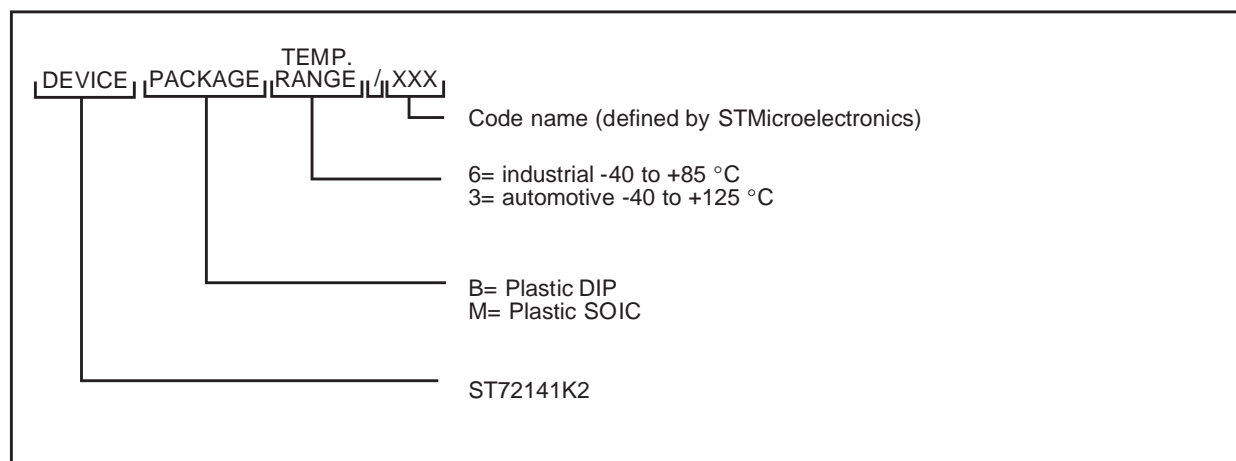 TEMP.
DEVICE PACKAGE RANGE / XXX
Code name (defined by STMicroelectronics)
6= industrial -40 to +85 °C
3= automotive -40 to +125 °C
B= Plastic DIP
M= Plastic SOIC
ST72141K2